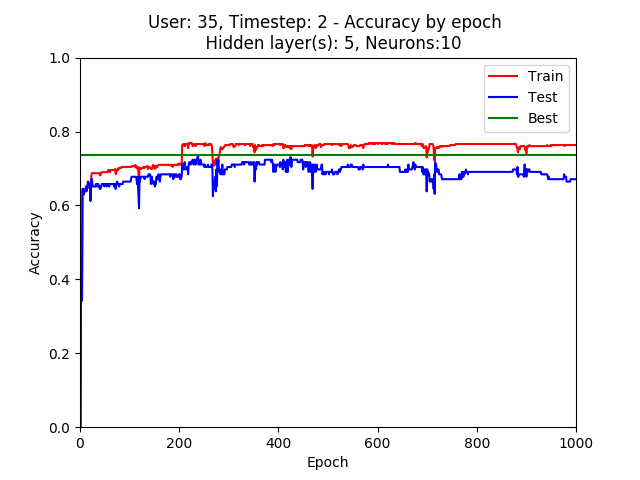 User: 35, Timestep: 2 - Accuracy by epoch
Hidden layer(s): 5, Neurons:10
1.0
0.8
0.6
0.4
0.2
0.0
Accuracy
Train
Test
Best
0 200 400 600 800 1000
Epoch